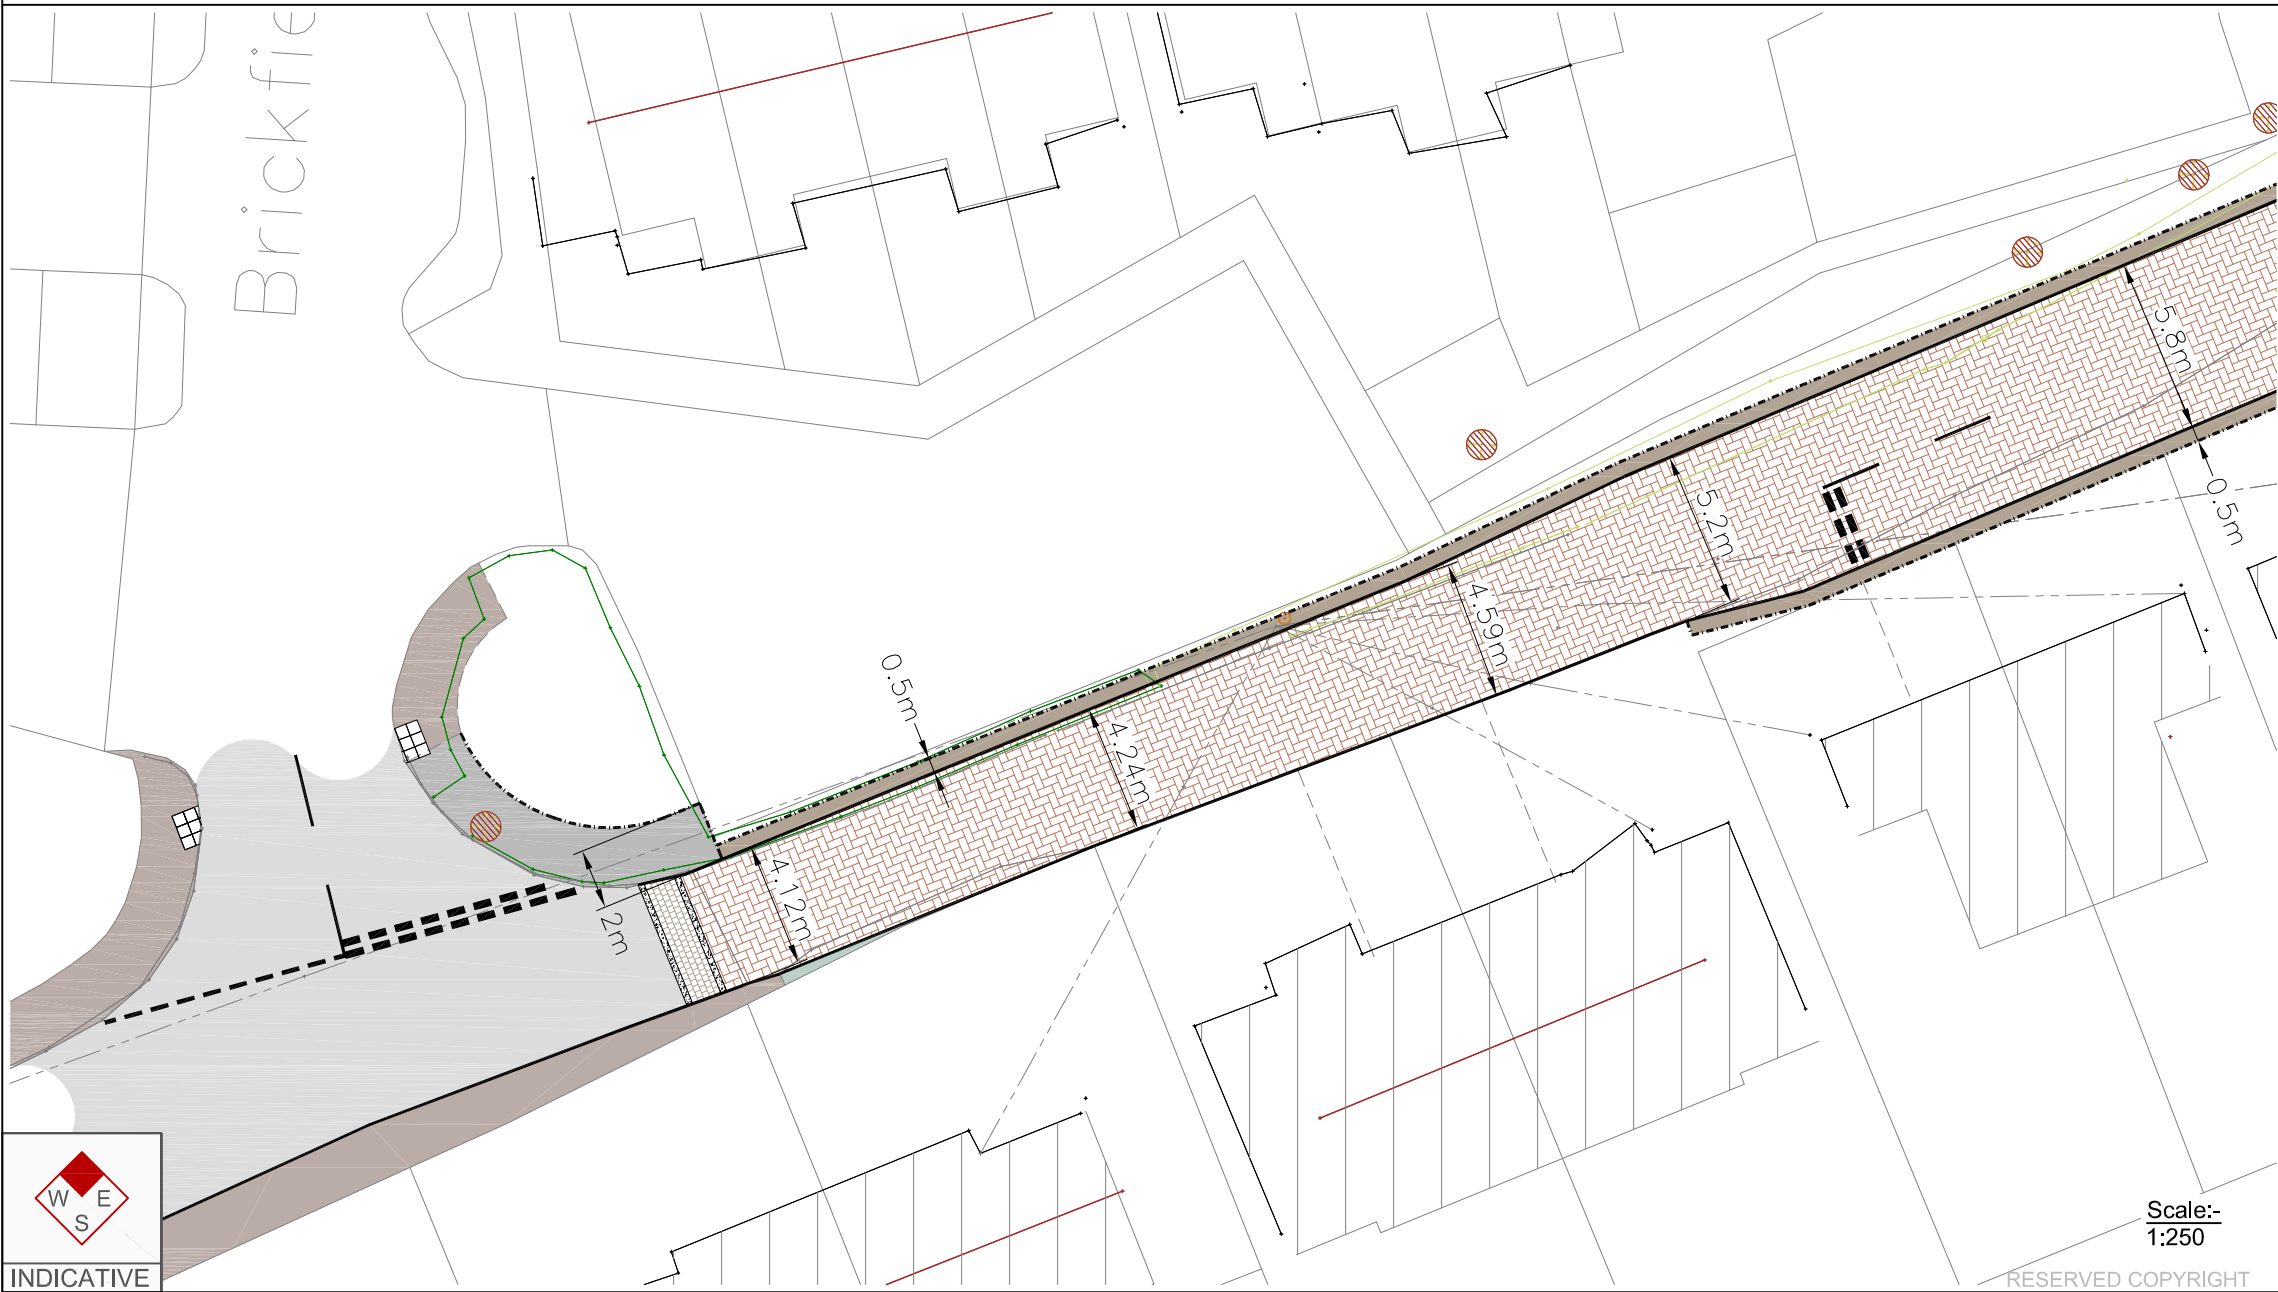 Brickfie
5.8m
0.5m
5.2m
4.59m
0.5m
4.24m
4.12m
2m
W E
S
INDICATIVE
Scale:-
1:250
RESERVED COPYRIGHT